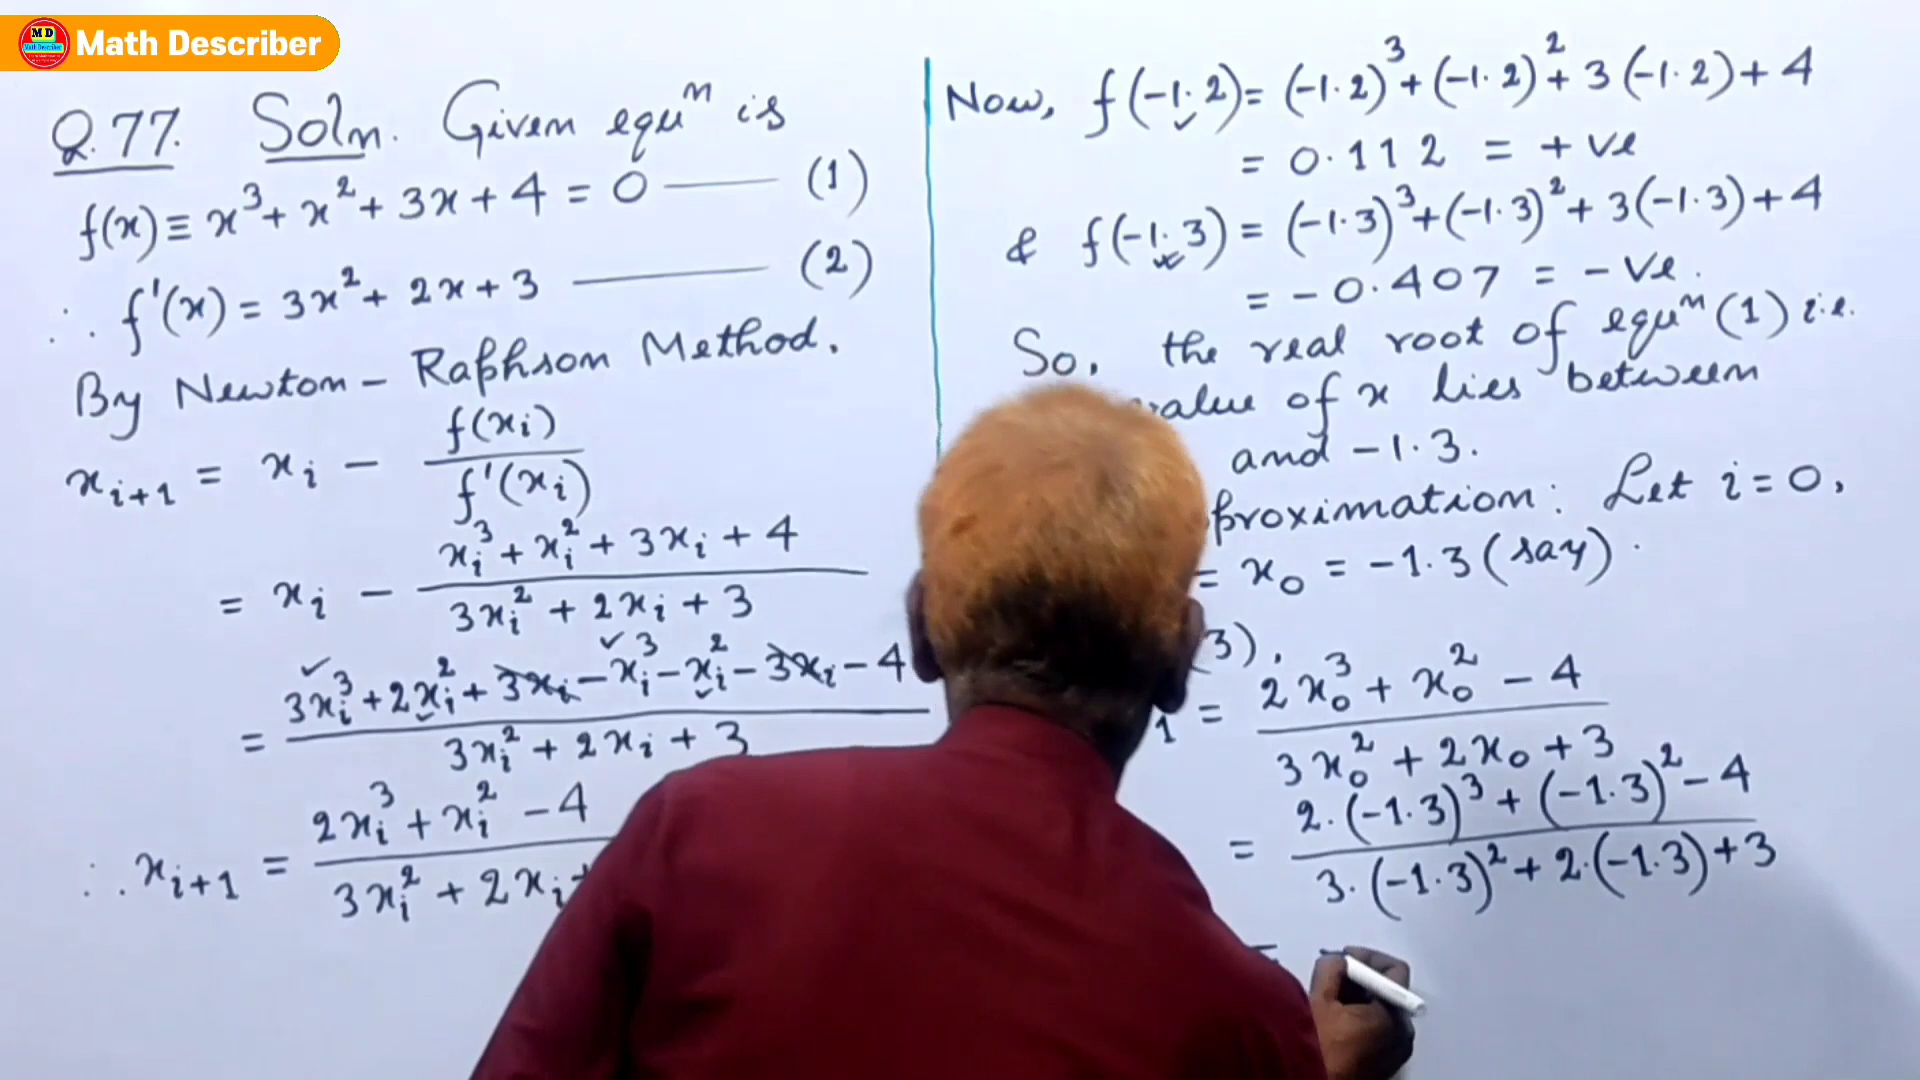 MD
Math Describer
Math Describer
Q.77. Soln. Given equⁿ is
f(x) ≡ x³ + x² + 3x + 4 = 0 —— (1)
∴ f'(x) = 3x² + 2x + 3 —— (2)
By Newton - Raphson Method.
xᵢ₊₁ = xᵢ - f(xᵢ) / f'(xᵢ)
= xᵢ - (xᵢ³ + xᵢ² + 3xᵢ + 4) / (3xᵢ² + 2xᵢ + 3)
= (3xᵢ³ + 2xᵢ² + 3xᵢ - xᵢ³ - xᵢ² - 3xᵢ - 4) / (3xᵢ² + 2xᵢ + 3)
∴ xᵢ₊₁ = (2xᵢ³ + xᵢ² - 4) / (3xᵢ² + 2xᵢ +
Now, f(-1.2) = (-1.2)³ + (-1.2)² + 3(-1.2) + 4
= 0.112 = +ve
& f(-1.3) = (-1.3)³ + (-1.3)² + 3(-1.3) + 4
= -0.407 = -ve.
So, the real root of equⁿ (1) i.e.
value of x lies between
and -1.3.
proximation: Let i = 0,
= x₀ = -1.3 (say).
(3).
₁ = (2x₀³ + x₀² - 4) / (3x₀² + 2x₀ + 3)
= (2.(-1.3)³ + (-1.3)² - 4) / (3.(-1.3)² + 2.(-1.3) + 3)
= -